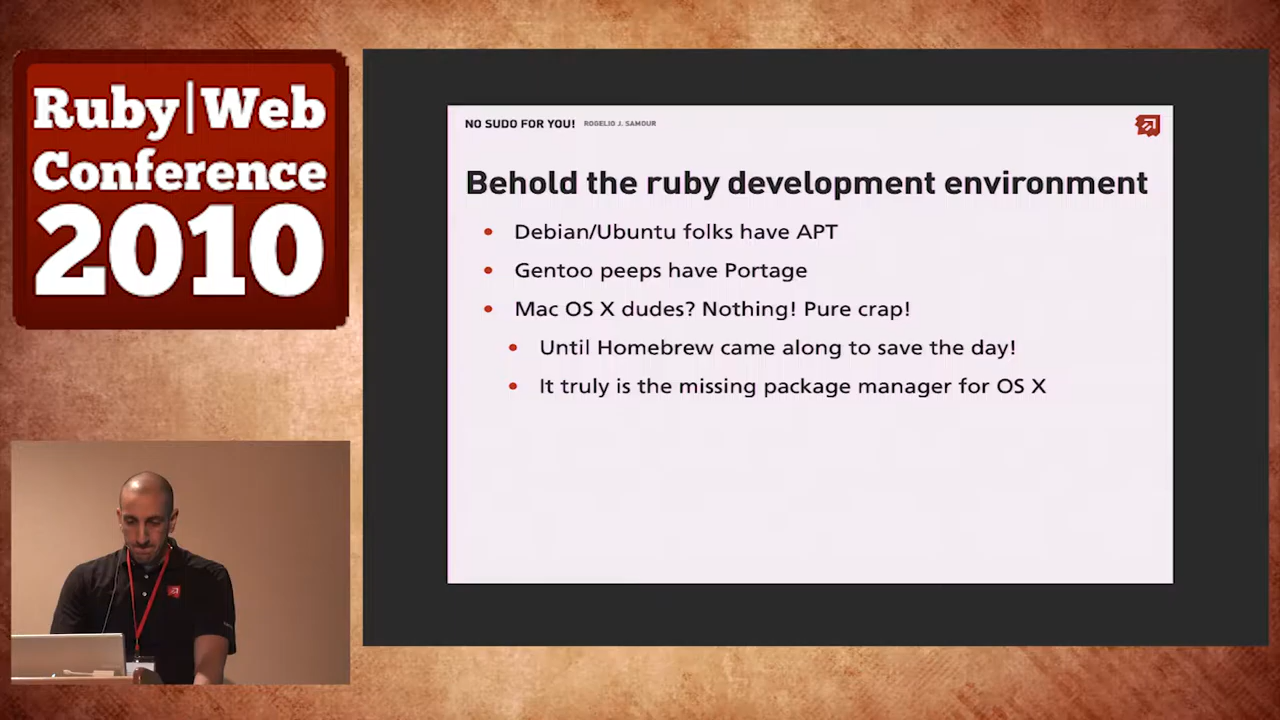 Ruby|Web
Conference
2010
NO SUDO FOR YOU! ROGELIO J. SAMOUR
Behold the ruby development environment
• Debian/Ubuntu folks have APT
• Gentoo peeps have Portage
• Mac OS X dudes? Nothing! Pure crap!
• Until Homebrew came along to save the day!
• It truly is the missing package manager for OS X